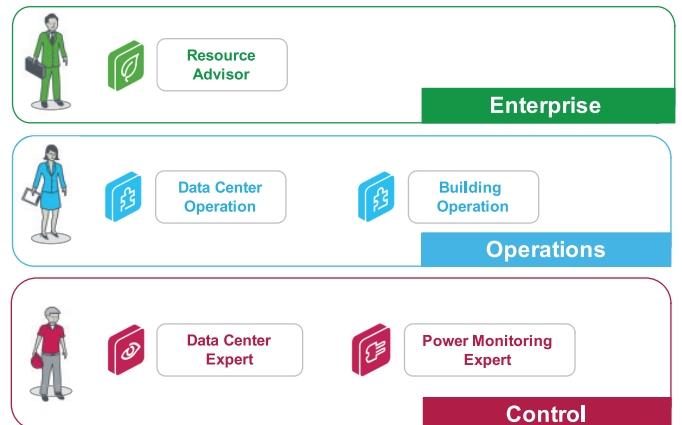 Resource
Advisor
Enterprise
Data Center
Operation
Building
Operation
Operations
Data Center
Expert
Power Monitoring
Expert
Control